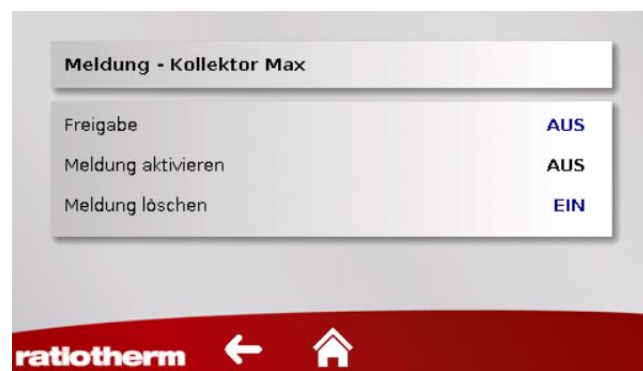 Meldung - Kollektor Max
Freigabe AUS
Meldung aktivieren AUS
Meldung löschen EIN
ratiotherm